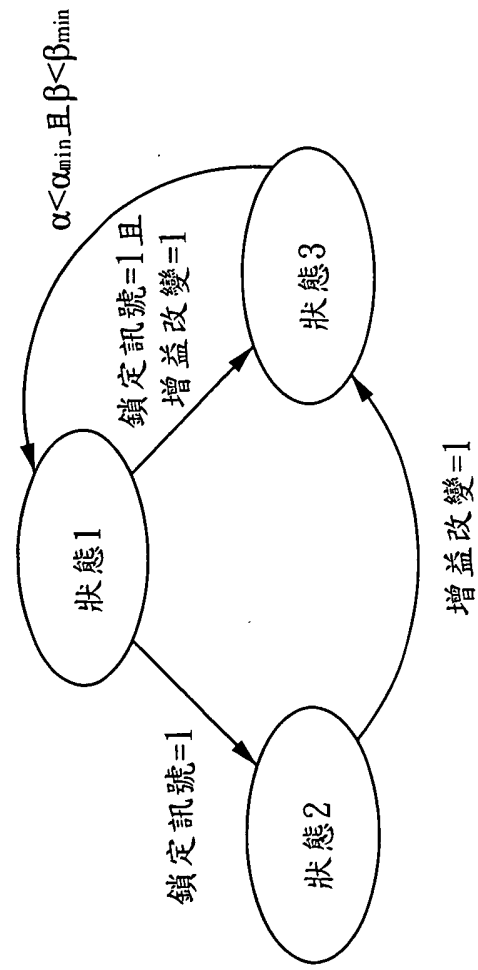 狀態1
α<αmin且β<βmin
鎖定訊號=1且
增益改變=1
鎖定訊號=1
狀態2
狀態3
增益改變=1